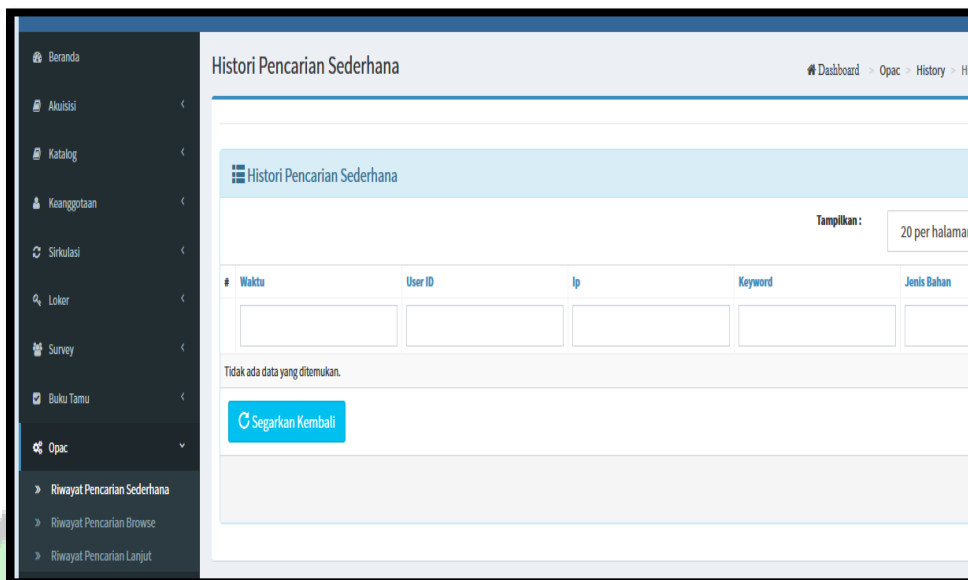 Beranda
Akuisisi
Katalog
Keanggotaan
Sirkulasi
Loker
Survey
Buku Tamu
Opac
Riwayat Pencarian Sederhana
Riwayat Pencarian Browse
Riwayat Pencarian Lanjut
Histori Pencarian Sederhana
Dashboard > Opac > History > H
Histori Pencarian Sederhana
Tampilkan : 20 per halaman
# Waktu User ID Ip Keyword Jenis Bahan
Tidak ada data yang ditemukan.
Segarkan Kembali